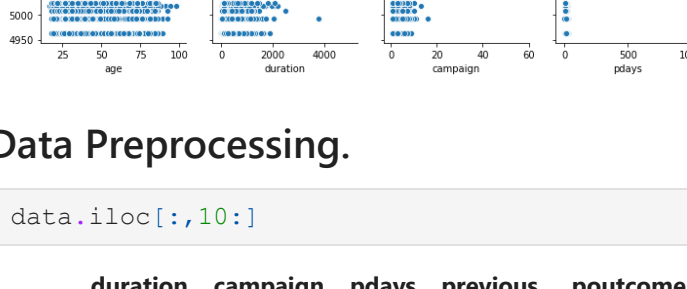 5000
4950
25 50 75 100 0 2000 4000 0 20 40 60 0 500
age duration campaign pdays
Data Preprocessing.
data.iloc[:,10:]
duration campaign pdays previous poutcome